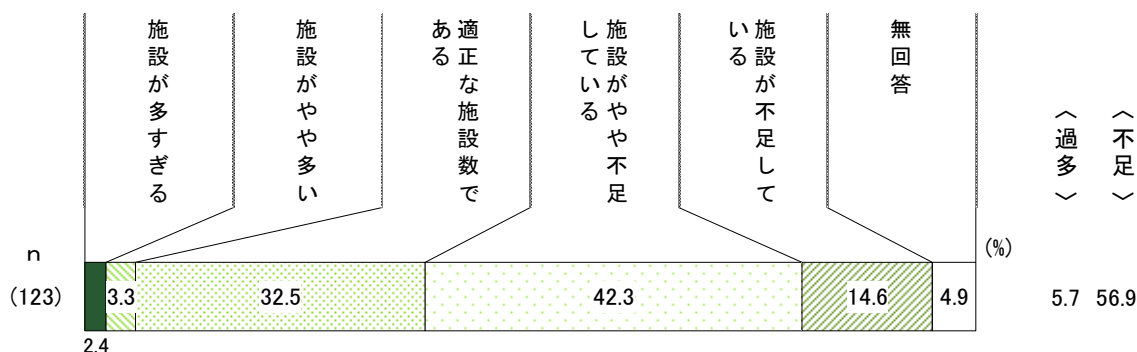 施設が多すぎる
施設がやや多い
適正な施設数で
ある
施設がやや不足
している
施設が不足して
いる
無回答
〈過多〉
〈不足〉
(%)
n
(123)
2.4
3.3
32.5
42.3
14.6
4.9
5.7
56.9